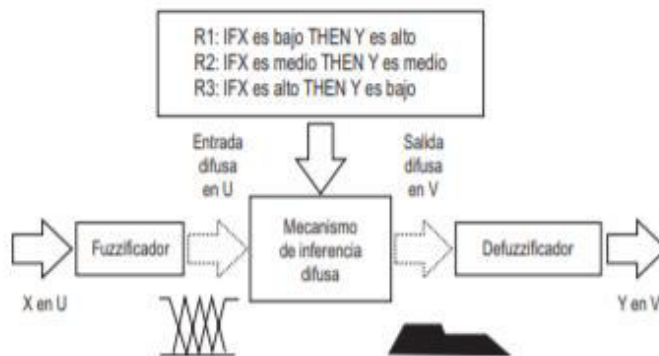 R1: IFX es bajo THEN Y es alto
R2: IFX es medio THEN Y es medio
R3: IFX es alto THEN Y es bajo
Entrada
difusa
en U
Salida
difusa
en V
Fuzzificador
Mecanismo
de inferencia
difusa
Defuzzificador
X en U
Y en V